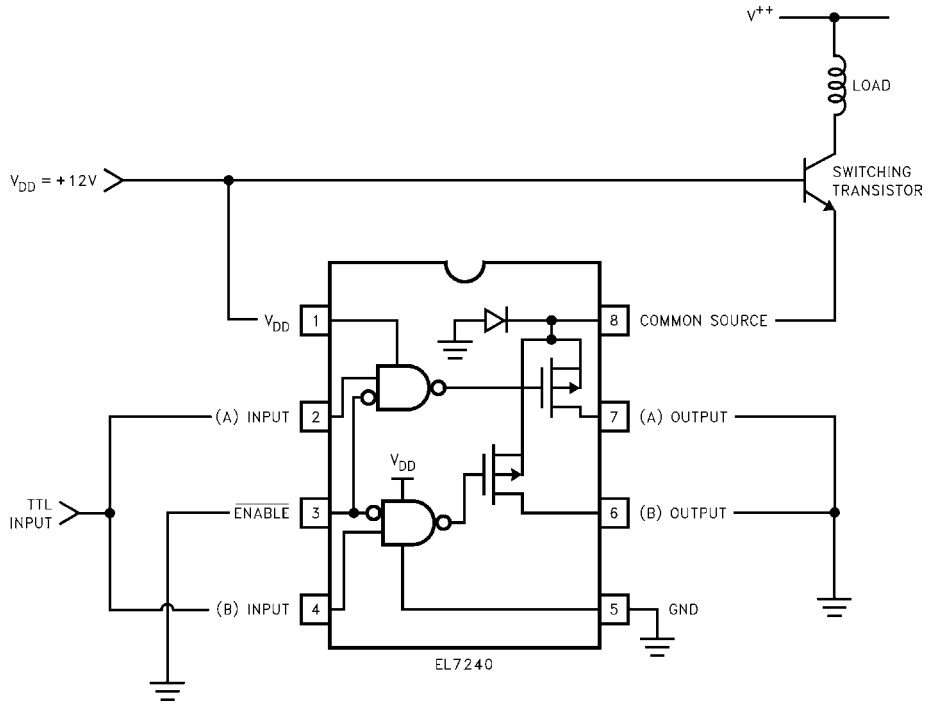 V++
LOAD
VDD = +12V
SWITCHING
TRANSISTOR
VDD
1
8
COMMON SOURCE
(A) INPUT
2
7
(A) OUTPUT
VDD
TTL
INPUT
ENABLE
3
6
(B) OUTPUT
(B) INPUT
4
5
GND
EL7240